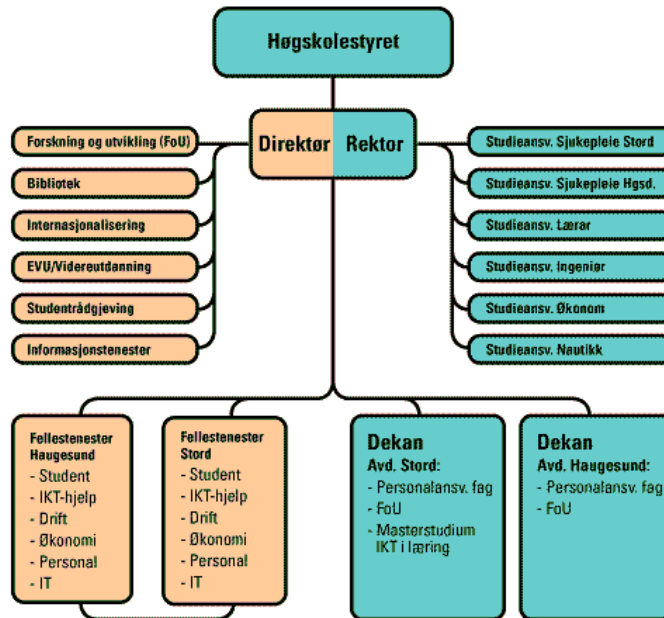 Høgskolestyret
Direktør Rektor
Forskning og utvikling (FoU)
Bibliotek
Internasjonalisering
EVU/Videreutdanning
Studentrådgjeving
Informasjonstenester
Studieansv. Sjukepleie Stord
Studieansv. Sjukepleie Hgsd.
Studieansv. Lærar
Studieansv. Ingeniør
Studieansv. Økonom
Studieansv. Nautikk
Fellestenester
Haugesund
- Student
- IKT-hjelp
- Drift
- Økonomi
- Personal
- IT
Fellestenester
Stord
- Student
- IKT-hjelp
- Drift
- Økonomi
- Personal
- IT
Dekan
Avd. Stord:
- Personalansv. fag
- FoU
- Masterstudium
IKT i læring
Dekan
Avd. Haugesund:
- Personalansv. fag
- FoU